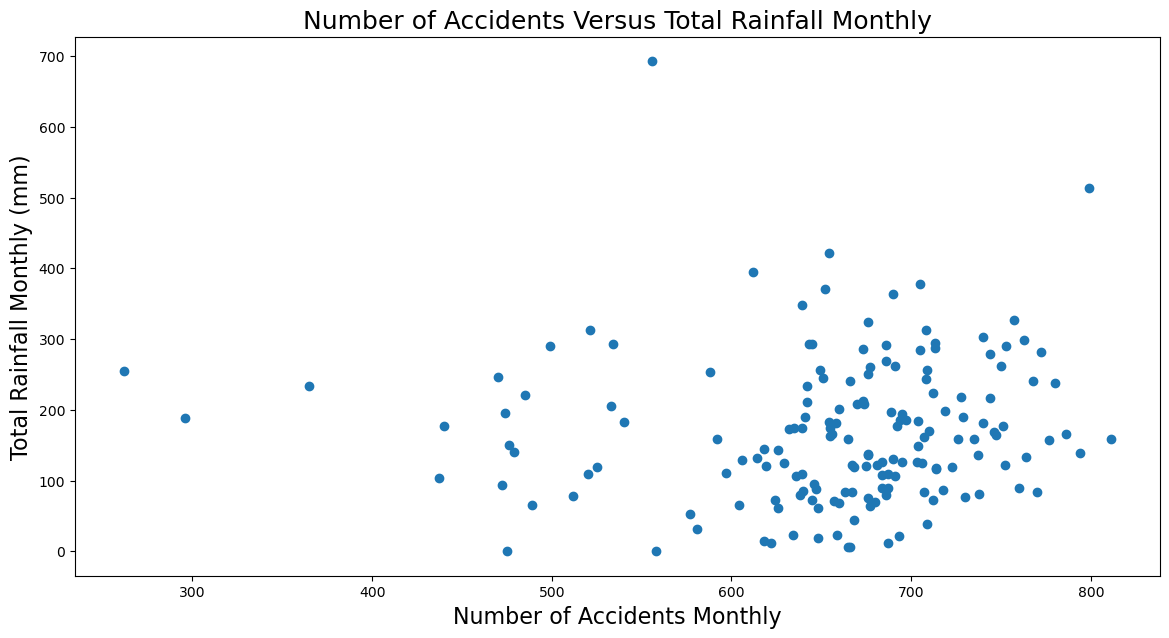 Number of Accidents Versus Total Rainfall Monthly
Total Rainfall Monthly (mm)
700
600
500
400
300
200
100
0
300 400 500 600 700 800
Number of Accidents Monthly